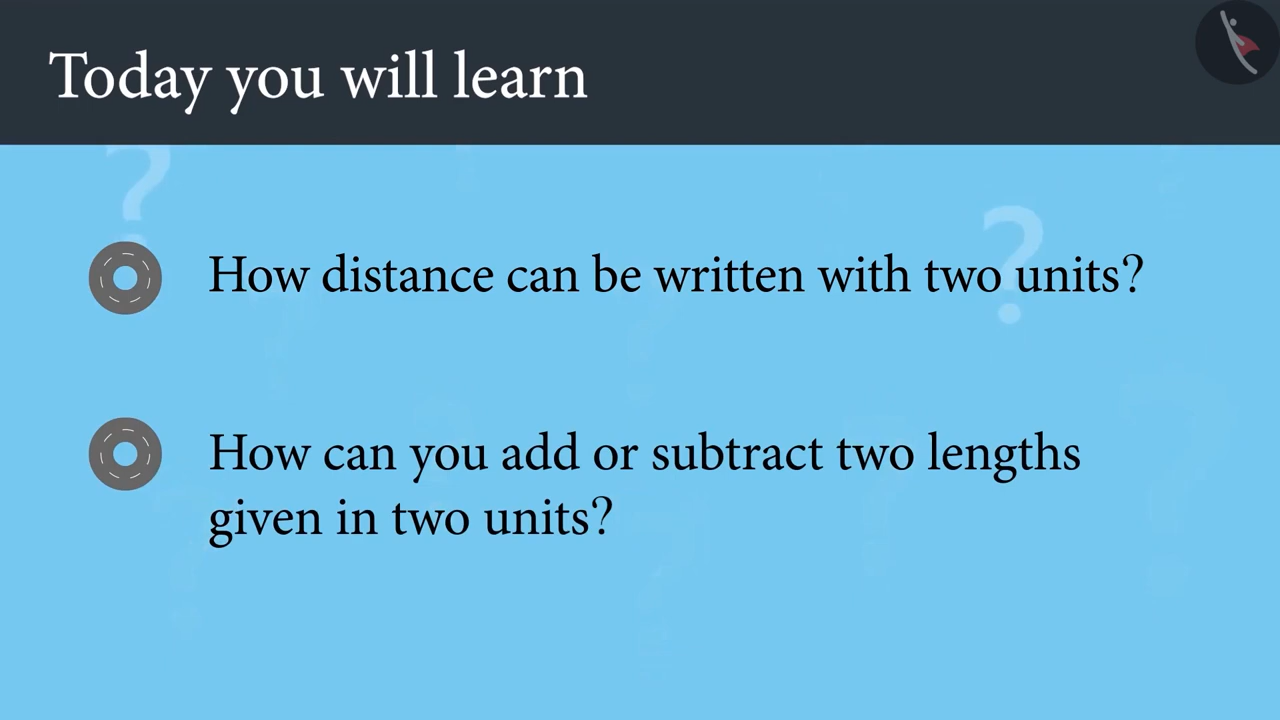 Today you will learn
How distance can be written with two units?
How can you add or subtract two lengths
given in two units?